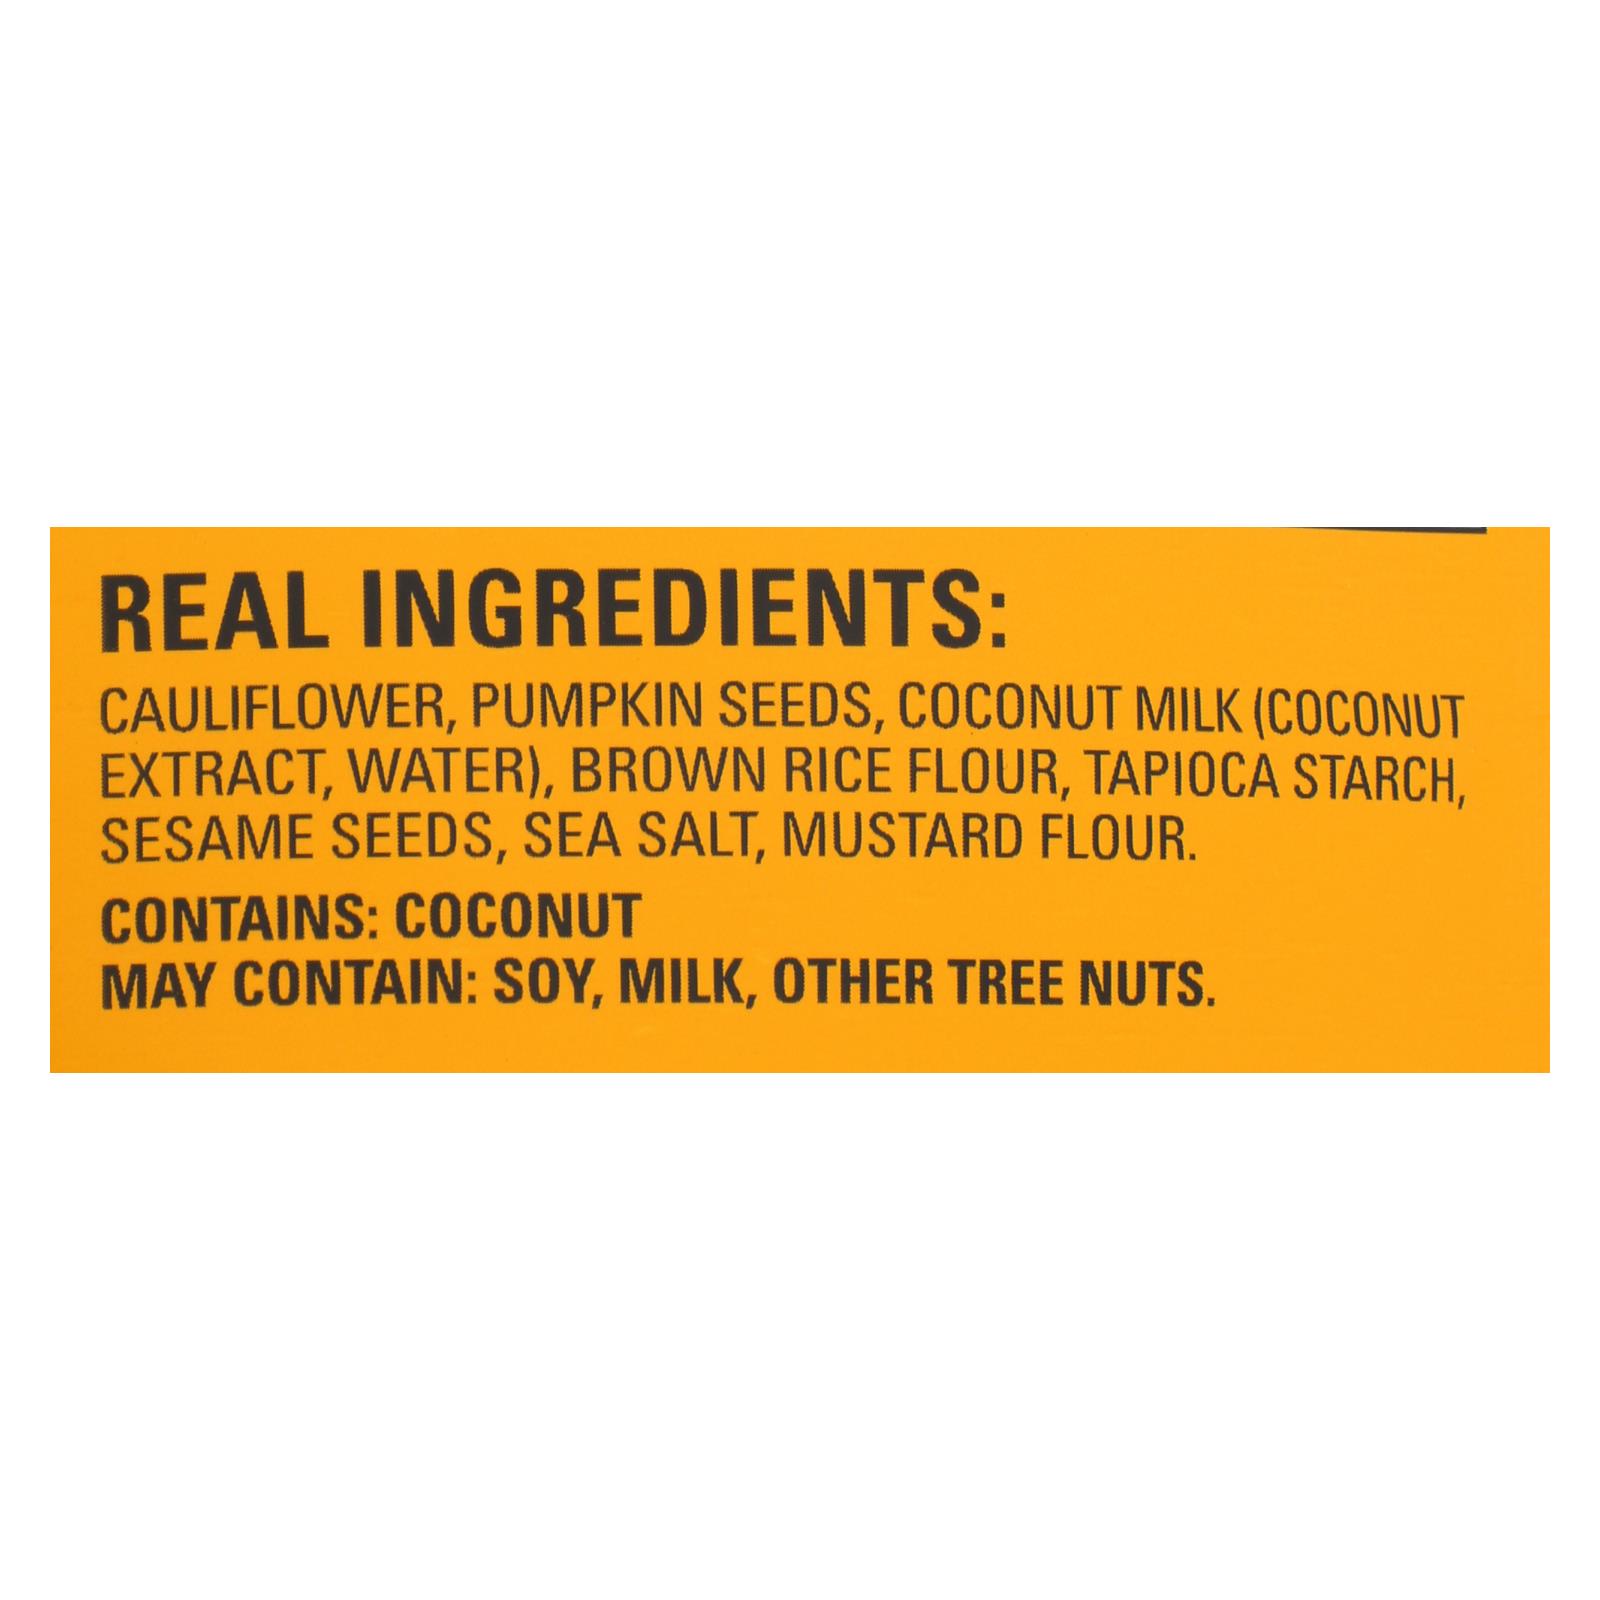 REAL INGREDIENTS:
CAULIFLOWER, PUMPKIN SEEDS, COCONUT MILK (COCONUT
EXTRACT, WATER), BROWN RICE FLOUR, TAPIOCA STARCH,
SESAME SEEDS, SEA SALT, MUSTARD FLOUR.
CONTAINS: COCONUT
MAY CONTAIN: SOY, MILK, OTHER TREE NUTS.